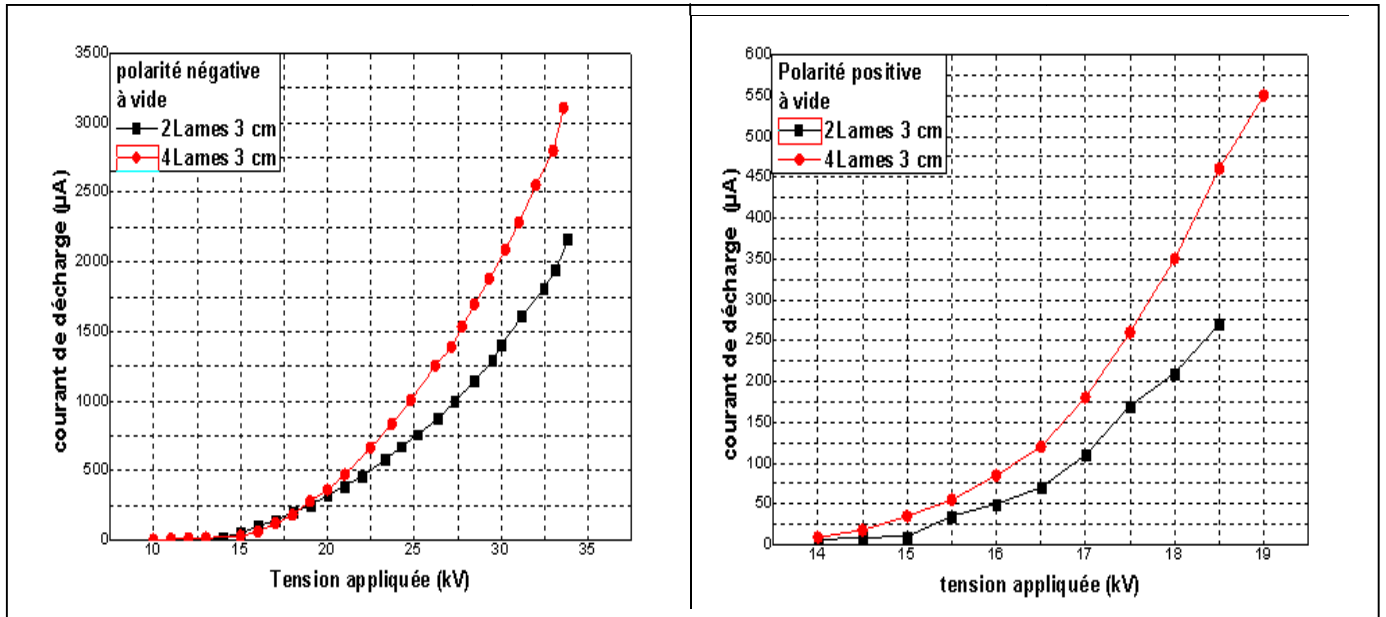 polarité négative
à vide
2Lames 3 cm
4Lames 3 cm
3500
3000
2500
2000
1500
1000
500
0
10 15 20 25 30 35
courant de décharge (µA)
Tension appliquée (kV)
Polarité positive
à vide
2Lames 3 cm
4Lames 3 cm
600
550
500
450
400
350
300
250
200
150
100
50
0
14 15 16 17 18 19
courant de décharge (µA)
tension appliquée (kV)